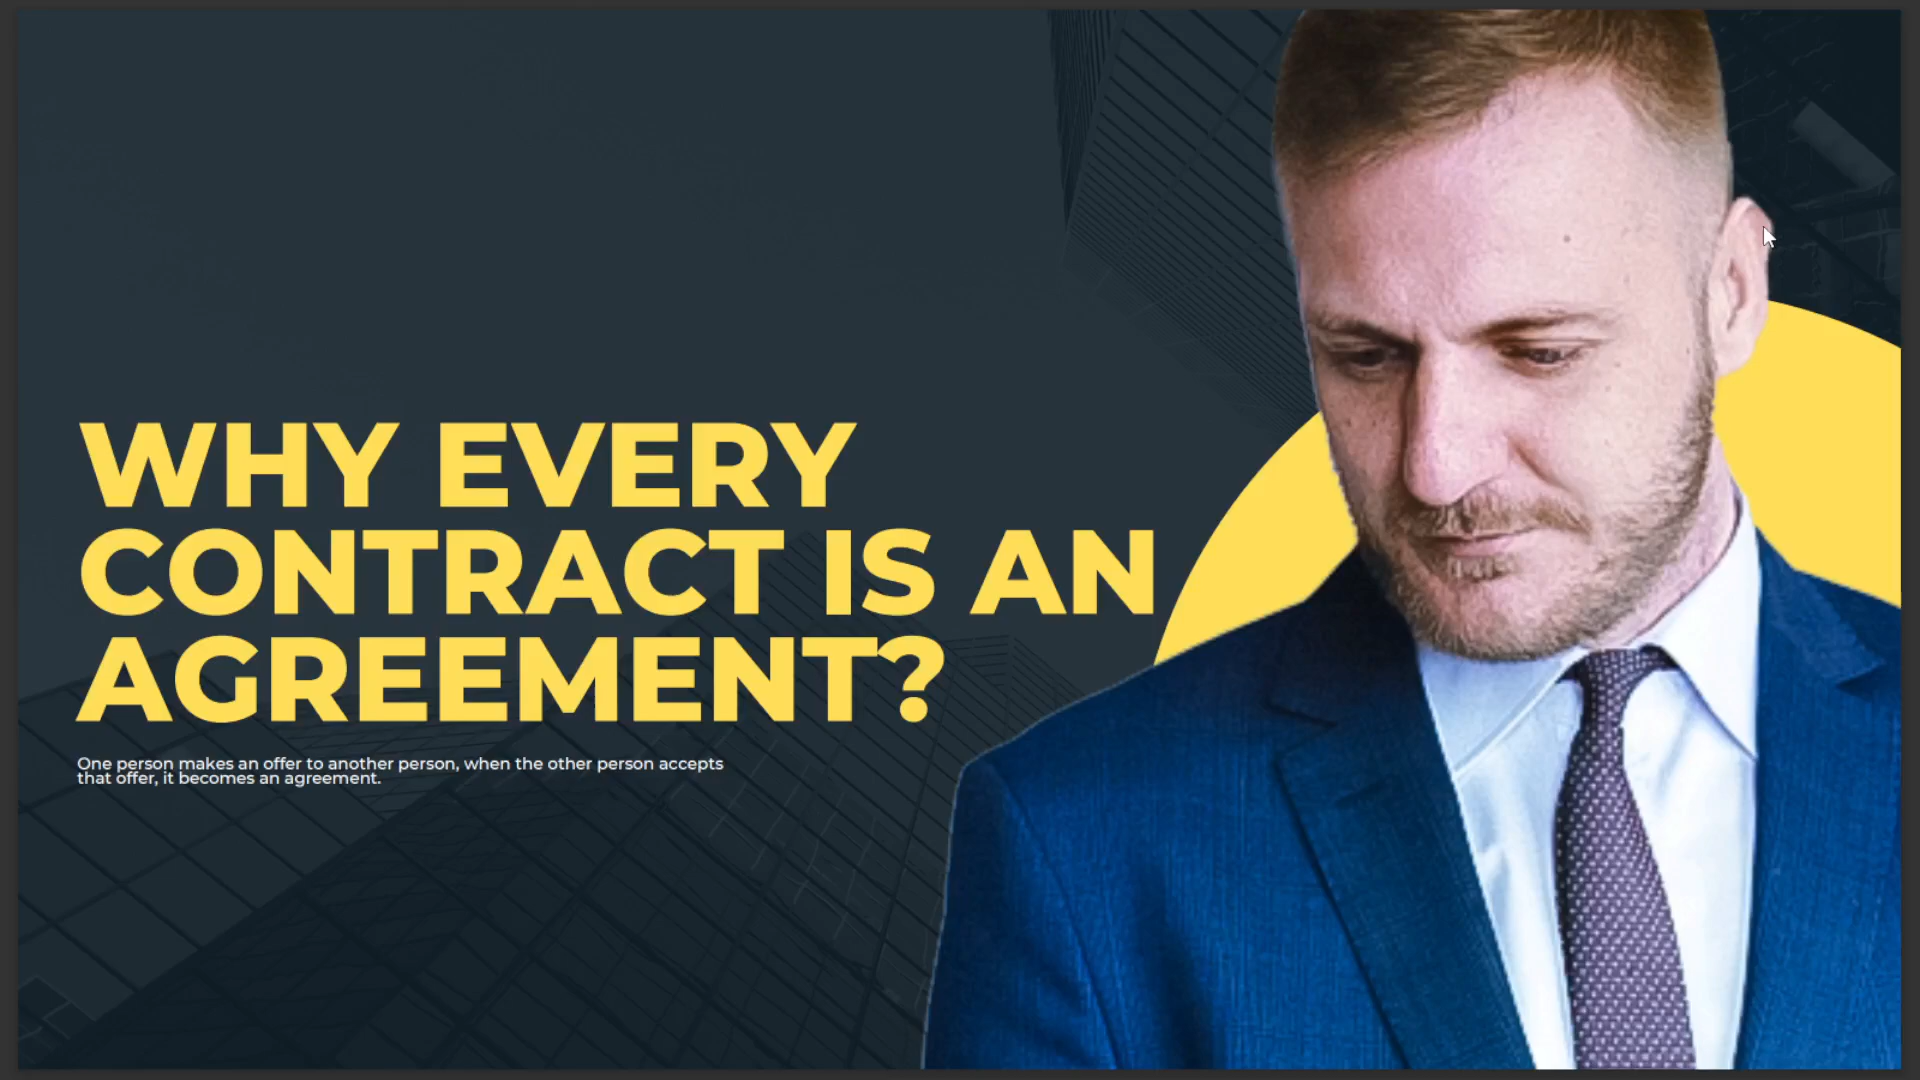 WHY EVERY
CONTRACT IS AN
AGREEMENT?
One person makes an offer to another person, when the other person accepts
that offer, it becomes an agreement.